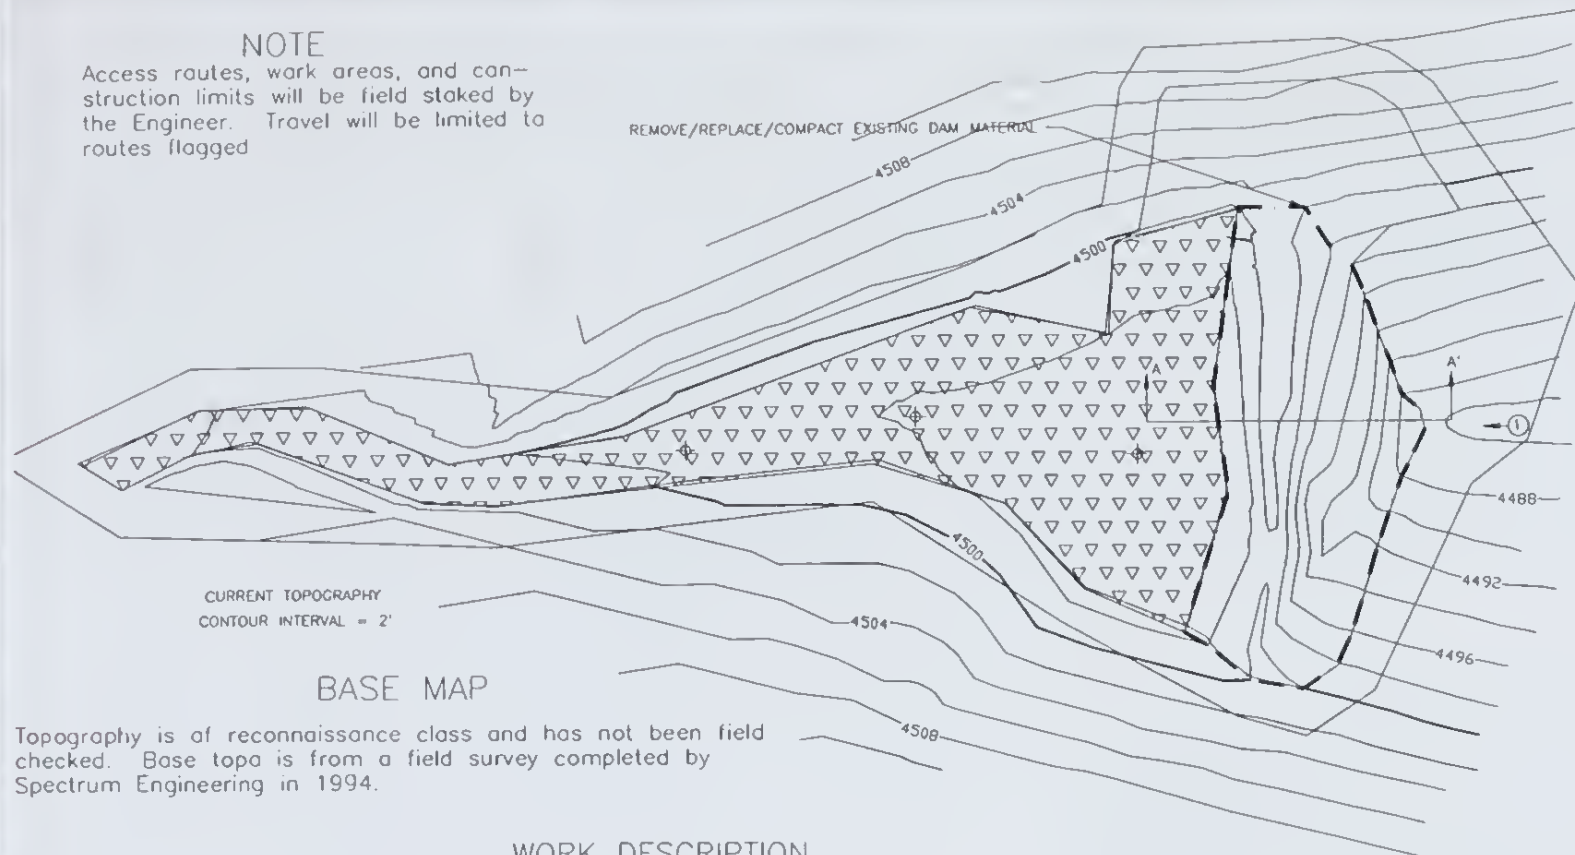 NOTE
Access routes, work areas, and con-
struction limits will be field staked by
the Engineer. Travel will be limited to
routes flagged
REMOVE/REPLACE/COMPACT EXISTING DAM MATERIAL
4508
4504
4500
A
A'
1
4488
4500
4492
CURRENT TOPOGRAPHY
CONTOUR INTERVAL = 2'
4504
4496
BASE MAP
4508
Topography is of reconnaissance class and has not been field
checked. Base topo is from a field survey completed by
Spectrum Engineering in 1994.
WORK DESCRIPTION